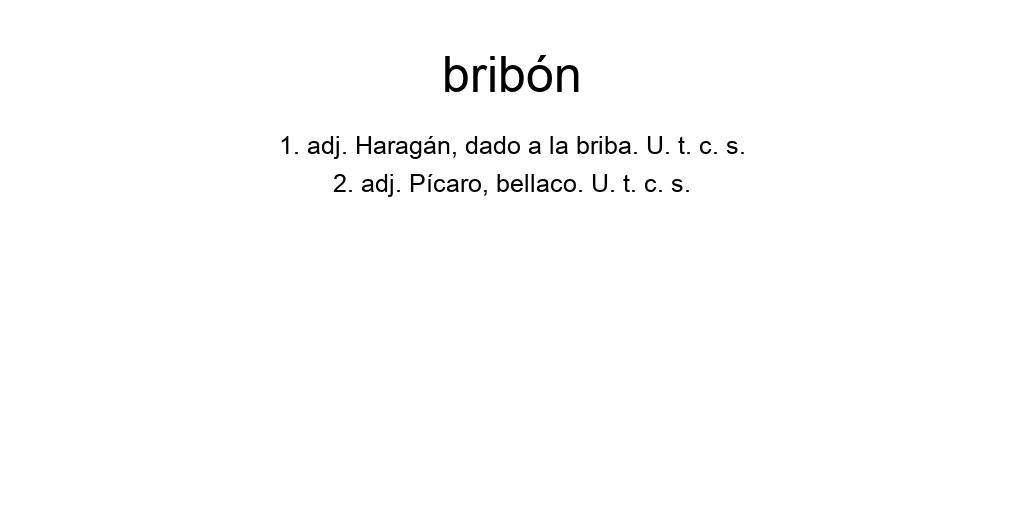 bribón
1. adj. Haragán, dado a la briba. U. t. c. s.
2. adj. Pícaro, bellaco. U. t. c. s.